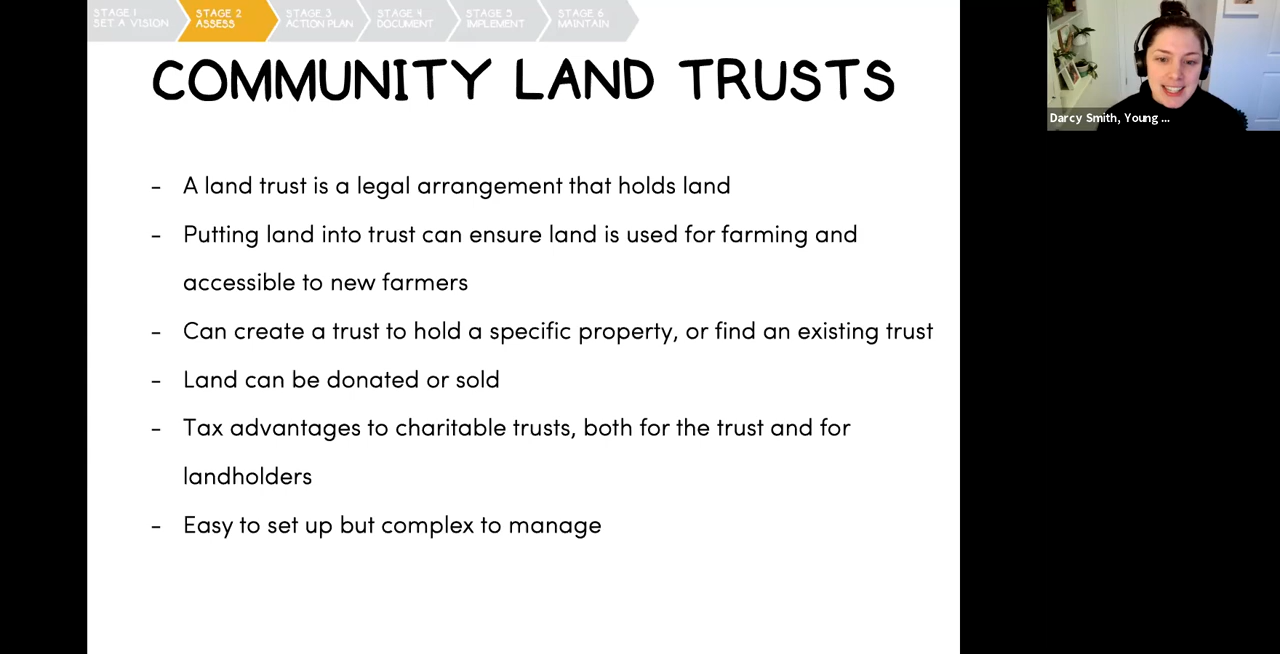 STAGE 1
SET A VISION
STAGE 2
ASSESS
STAGE 3
ACTION PLAN
STAGE 4
DOCUMENT
STAGE 5
IMPLEMENT
STAGE 6
MAINTAIN
COMMUNITY LAND TRUSTS
- A land trust is a legal arrangement that holds land
- Putting land into trust can ensure land is used for farming and
accessible to new farmers
- Can create a trust to hold a specific property, or find an existing trust
- Land can be donated or sold
- Tax advantages to charitable trusts, both for the trust and for
landholders
- Easy to set up but complex to manage
Darcy Smith, Young ...